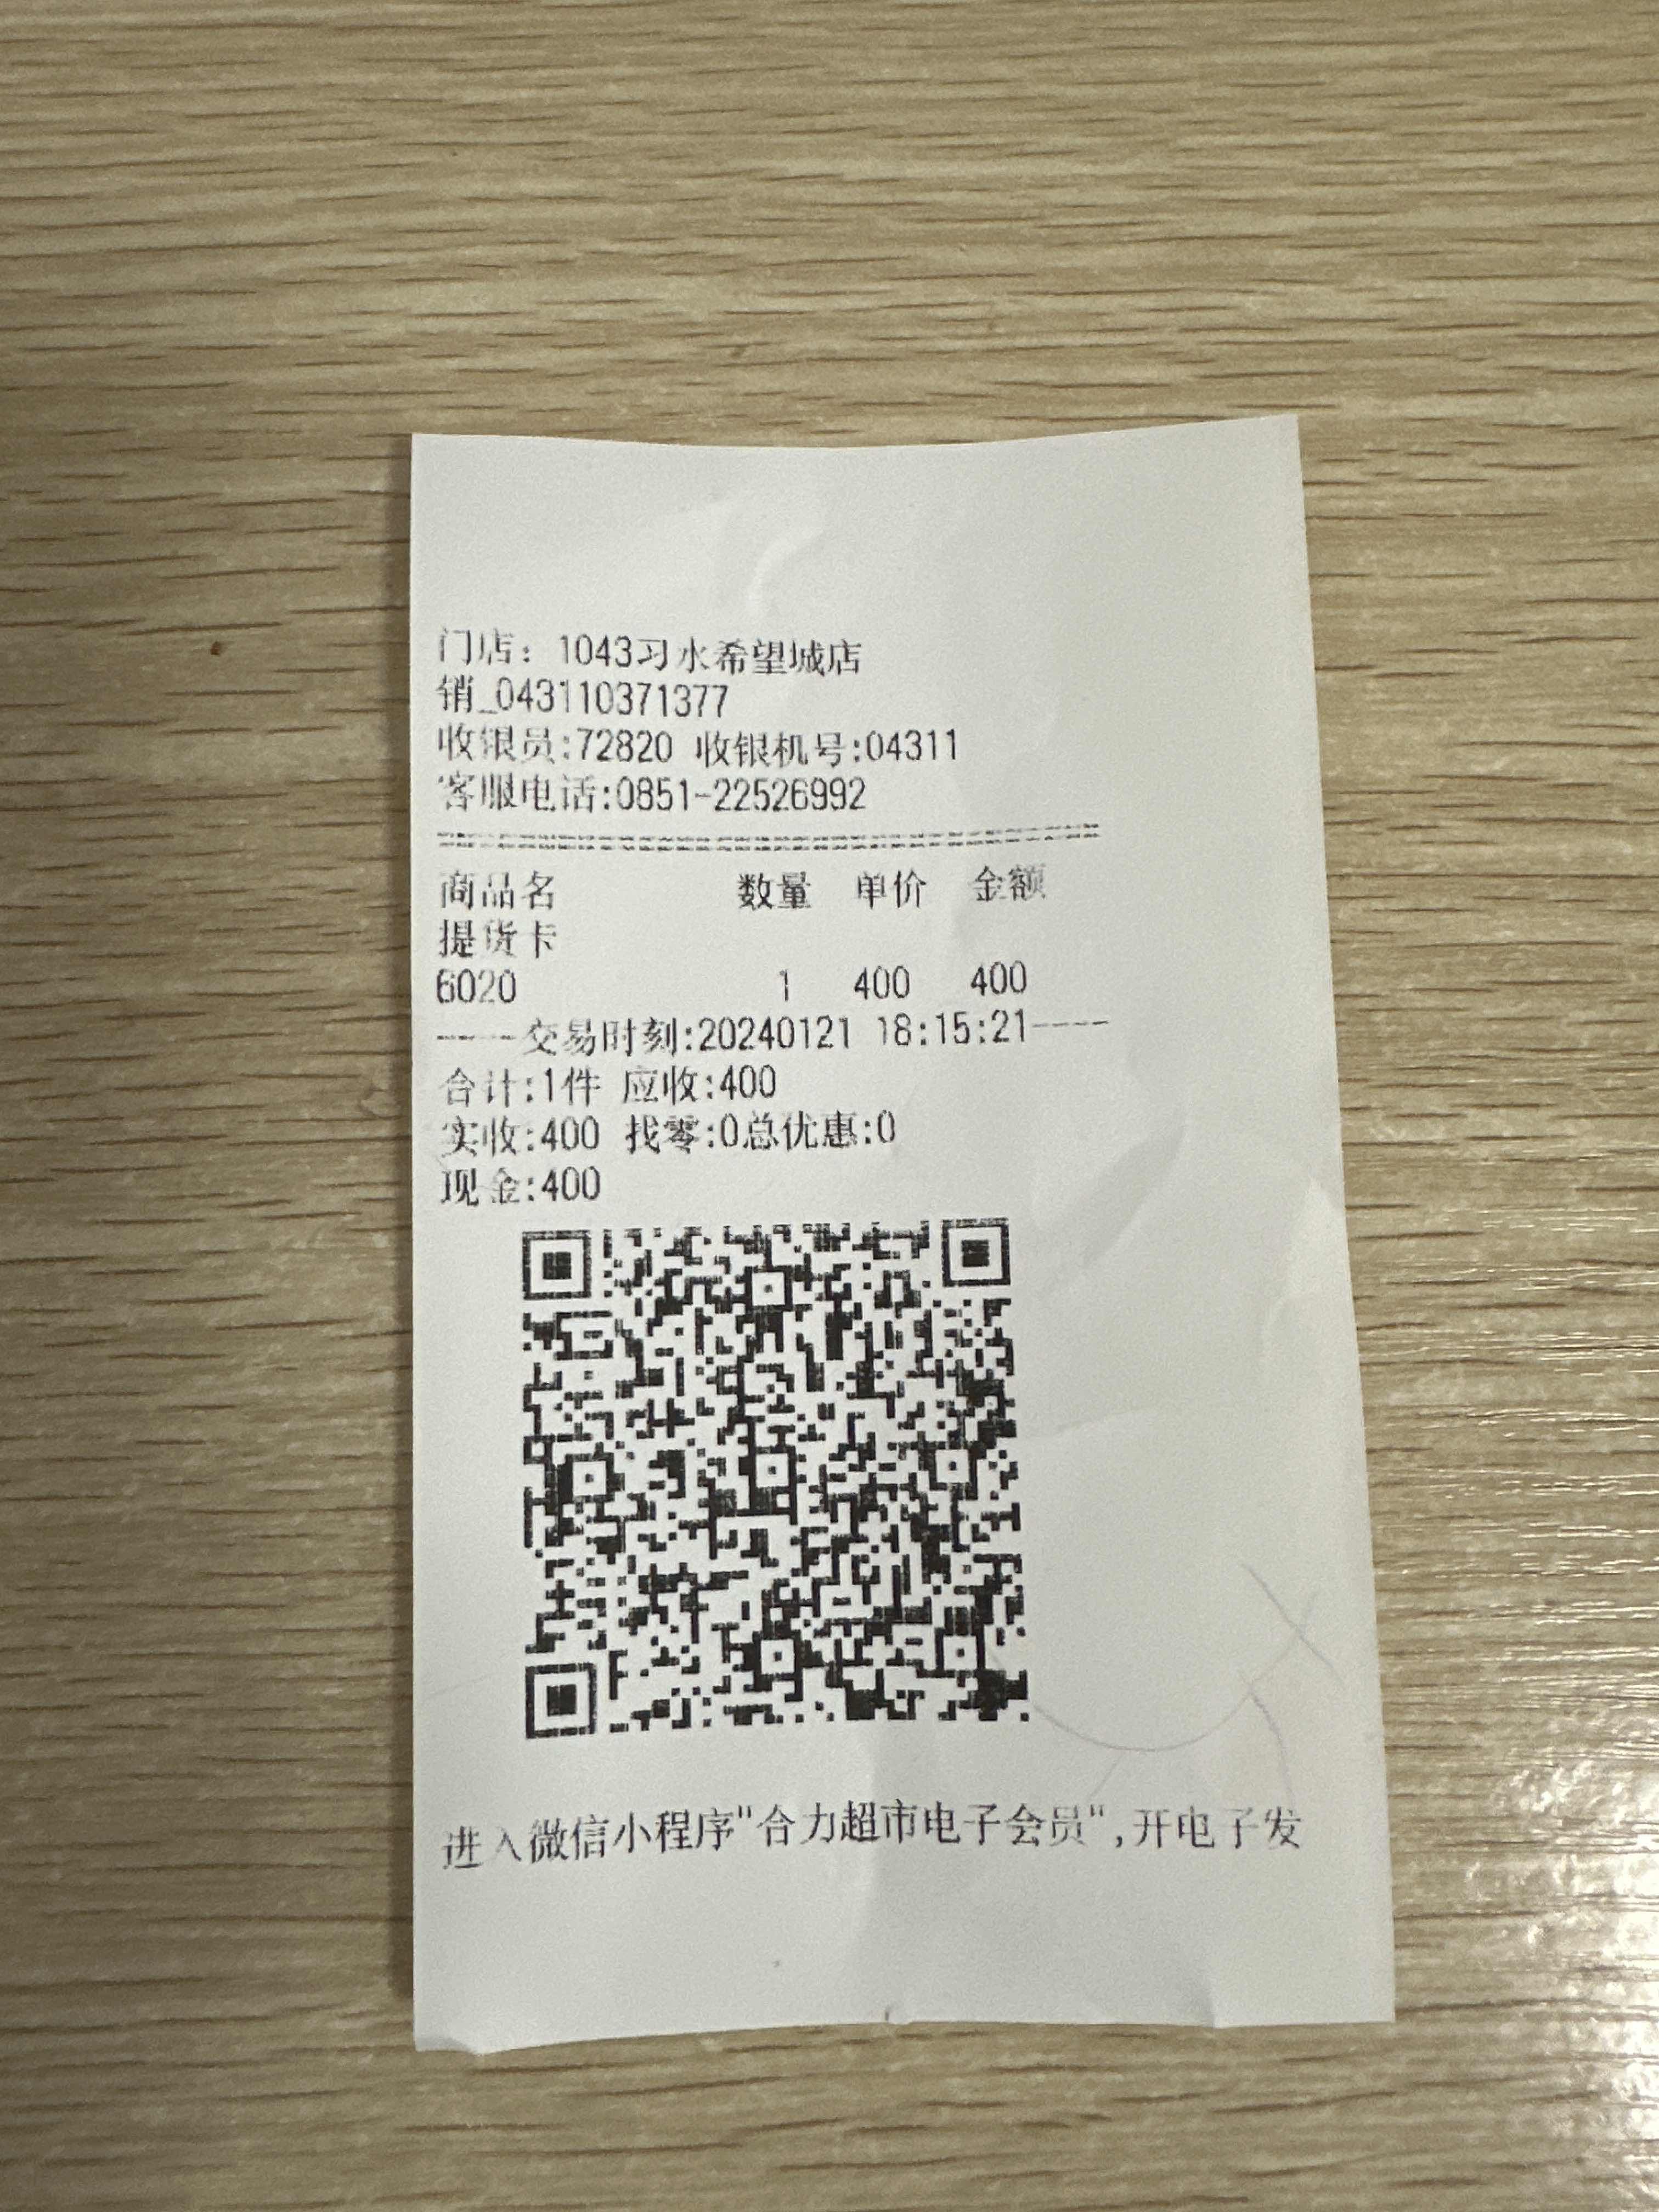 门店：1043习水希望城店
销_043110371377
收银员:72820 收银机号:04311
客服电话:0851-22526992
商品名 数量 单价 金额
提货卡
6020 1 400 400
----交易时刻:20240121 18:15:21----
合计:1件 应收:400
实收:400 找零:0总优惠:0
现金:400
进入微信小程序"合力超市电子会员",开电子发